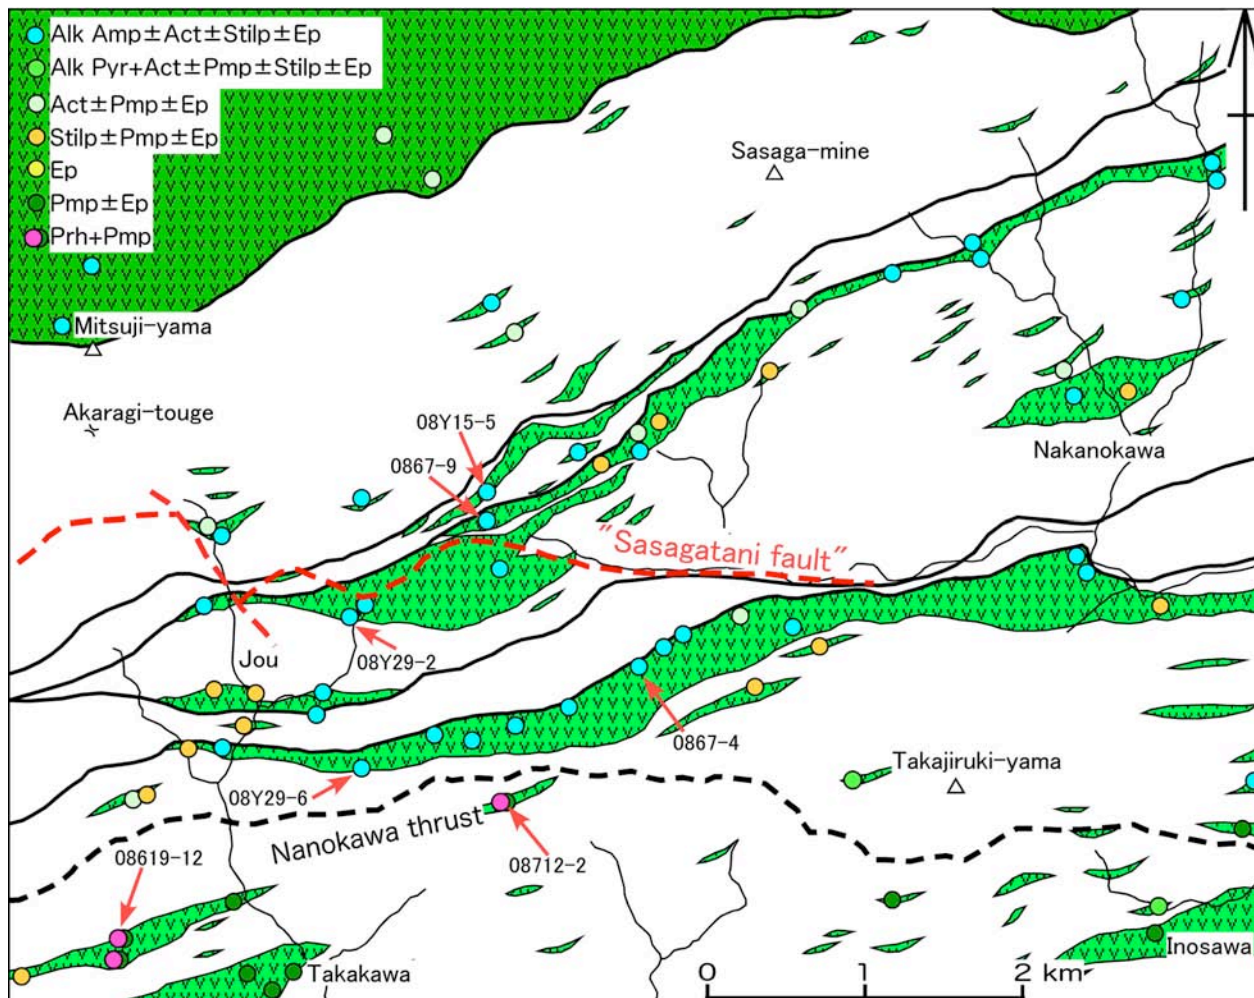 Alk Amp±Act±Stilp±Ep
Alk Pyr+Act±Pmp±Stilp±Ep
Act±Pmp±Ep
Stilp±Pmp±Ep
Ep
Pmp±Ep
Prh+Pmp
Sasaga-mine
Mitsuji-yama
Akaragi-touge
08Y15-5
0867-9
Nakanokawa
"Sasagatani fault"
Jou
08Y29-2
0867-4
Takajiruki-yama
08Y29-6
Nanokawa thrust
08712-2
08619-12
Takakawa
Inosawa
0 1 2 km